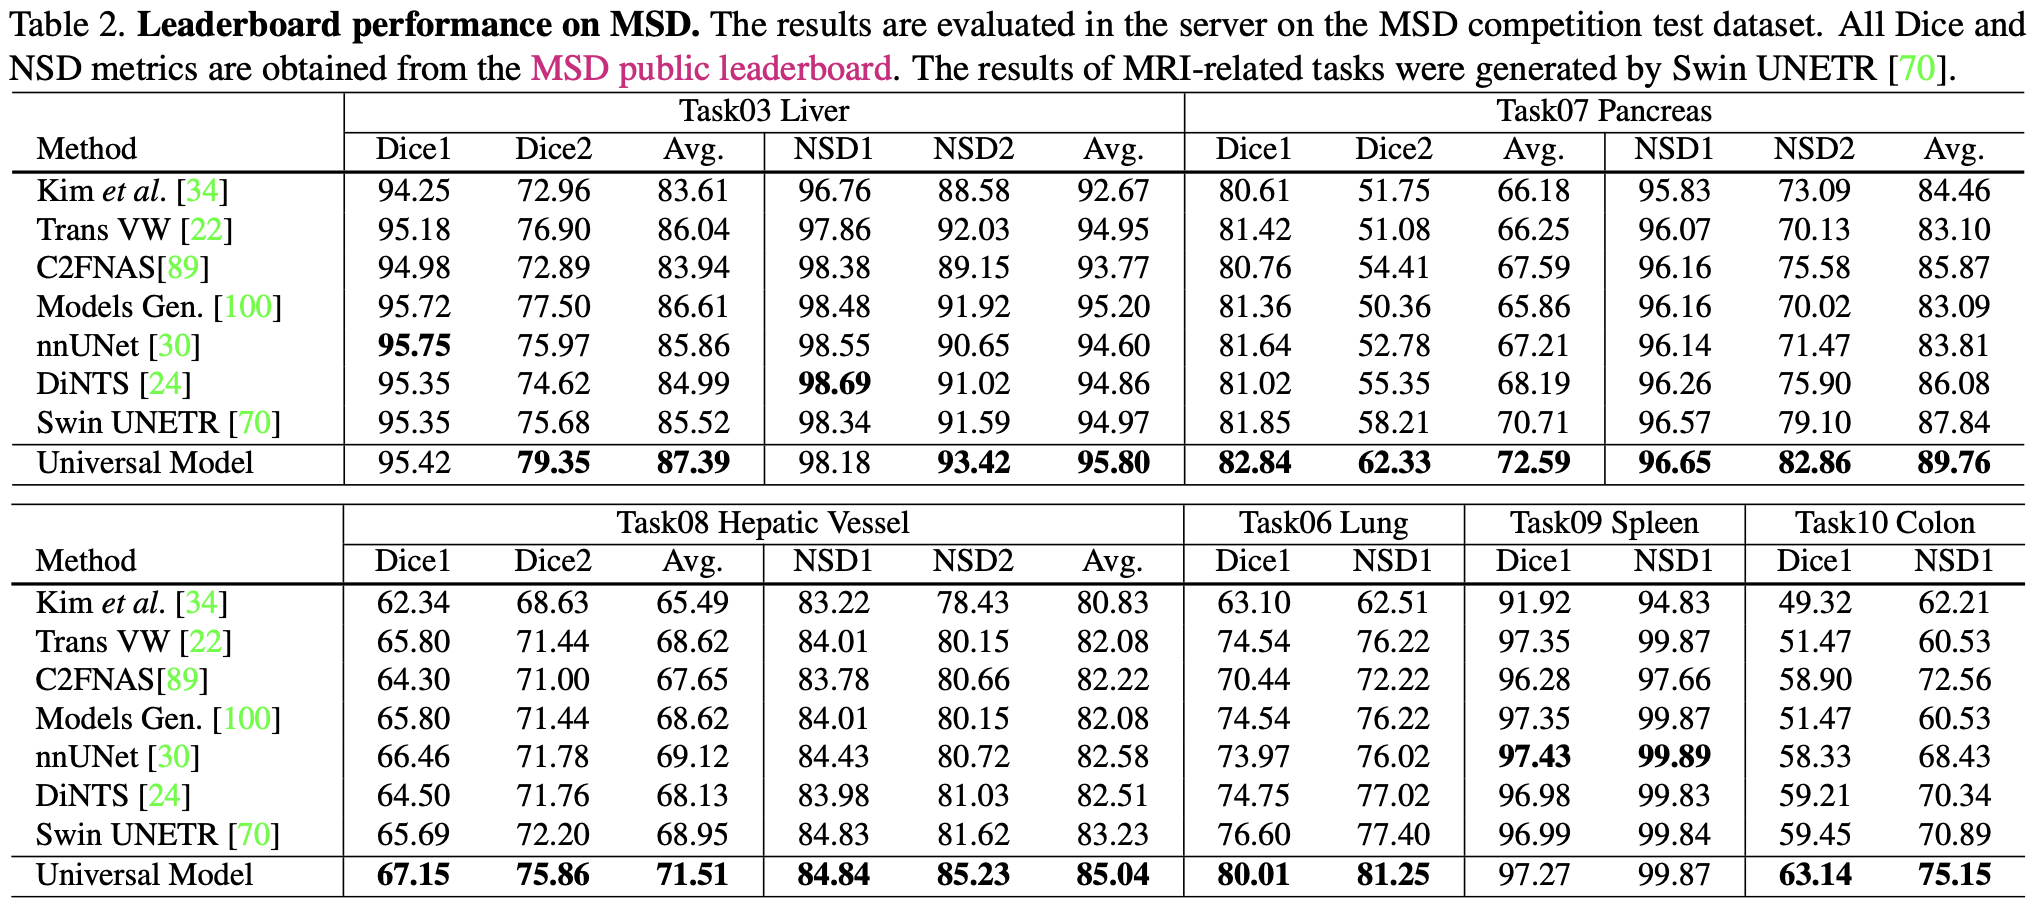 Table 2. Leaderboard performance on MSD. The results are evaluated in the server on the MSD competition test dataset. All Dice and
NSD metrics are obtained from the MSD public leaderboard. The results of MRI-related tasks were generated by Swin UNETR [70].
Task03 Liver Task07 Pancreas
Method Dice1 Dice2 Avg. NSD1 NSD2 Avg. Dice1 Dice2 Avg. NSD1 NSD2 Avg.
Kim et al. [34] 94.25 72.96 83.61 96.76 88.58 92.67 80.61 51.75 66.18 95.83 73.09 84.46
Trans VW [22] 95.18 76.90 86.04 97.86 92.03 94.95 81.42 51.08 66.25 96.07 70.13 83.10
C2FNAS[89] 94.98 72.89 83.94 98.38 89.15 93.77 80.76 54.41 67.59 96.16 75.58 85.87
Models Gen. [100] 95.72 77.50 86.61 98.48 91.92 95.20 81.36 50.36 65.86 96.16 70.02 83.09
nnUNet [30] 95.75 75.97 85.86 98.55 90.65 94.60 81.64 52.78 67.21 96.14 71.47 83.81
DiNTS [24] 95.35 74.62 84.99 98.69 91.02 94.86 81.02 55.35 68.19 96.26 75.90 86.08
Swin UNETR [70] 95.35 75.68 85.52 98.34 91.59 94.97 81.85 58.21 70.71 96.57 79.10 87.84
Universal Model 95.42 79.35 87.39 98.18 93.42 95.80 82.84 62.33 72.59 96.65 82.86 89.76
Task08 Hepatic Vessel Task06 Lung Task09 Spleen Task10 Colon
Method Dice1 Dice2 Avg. NSD1 NSD2 Avg. Dice1 NSD1 Dice1 NSD1 Dice1 NSD1
Kim et al. [34] 62.34 68.63 65.49 83.22 78.43 80.83 63.10 62.51 91.92 94.83 49.32 62.21
Trans VW [22] 65.80 71.44 68.62 84.01 80.15 82.08 74.54 76.22 97.35 99.87 51.47 60.53
C2FNAS[89] 64.30 71.00 67.65 83.78 80.66 82.22 70.44 72.22 96.28 97.66 58.90 72.56
Models Gen. [100] 65.80 71.44 68.62 84.01 80.15 82.08 74.54 76.22 97.35 99.87 51.47 60.53
nnUNet [30] 66.46 71.78 69.12 84.43 80.72 82.58 73.97 76.02 97.43 99.89 58.33 68.43
DiNTS [24] 64.50 71.76 68.13 83.98 81.03 82.51 74.75 77.02 96.98 99.83 59.21 70.34
Swin UNETR [70] 65.69 72.20 68.95 84.83 81.62 83.23 76.60 77.40 96.99 99.84 59.45 70.89
Universal Model 67.15 75.86 71.51 84.84 85.23 85.04 80.01 81.25 97.27 99.87 63.14 75.15